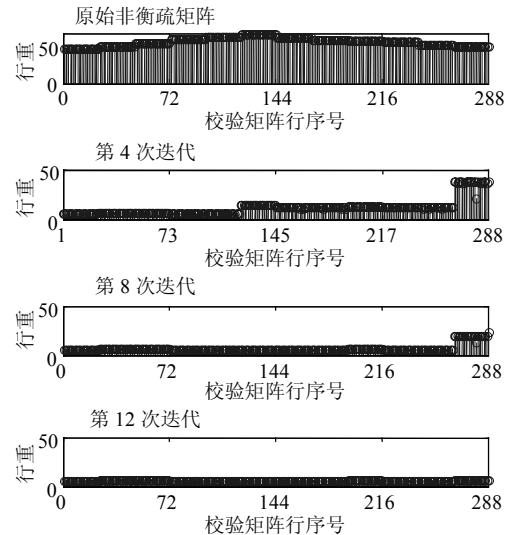 原始非衡疏矩阵
50
行重
0
0 72 144 216 288
校验矩阵行序号
第 4 次迭代
50
行重
0
1 73 145 217 288
校验矩阵行序号
第 8 次迭代
50
行重
0
0 72 144 216 288
校验矩阵行序号
第 12 次迭代
50
行重
0
0 72 144 216 288
校验矩阵行序号